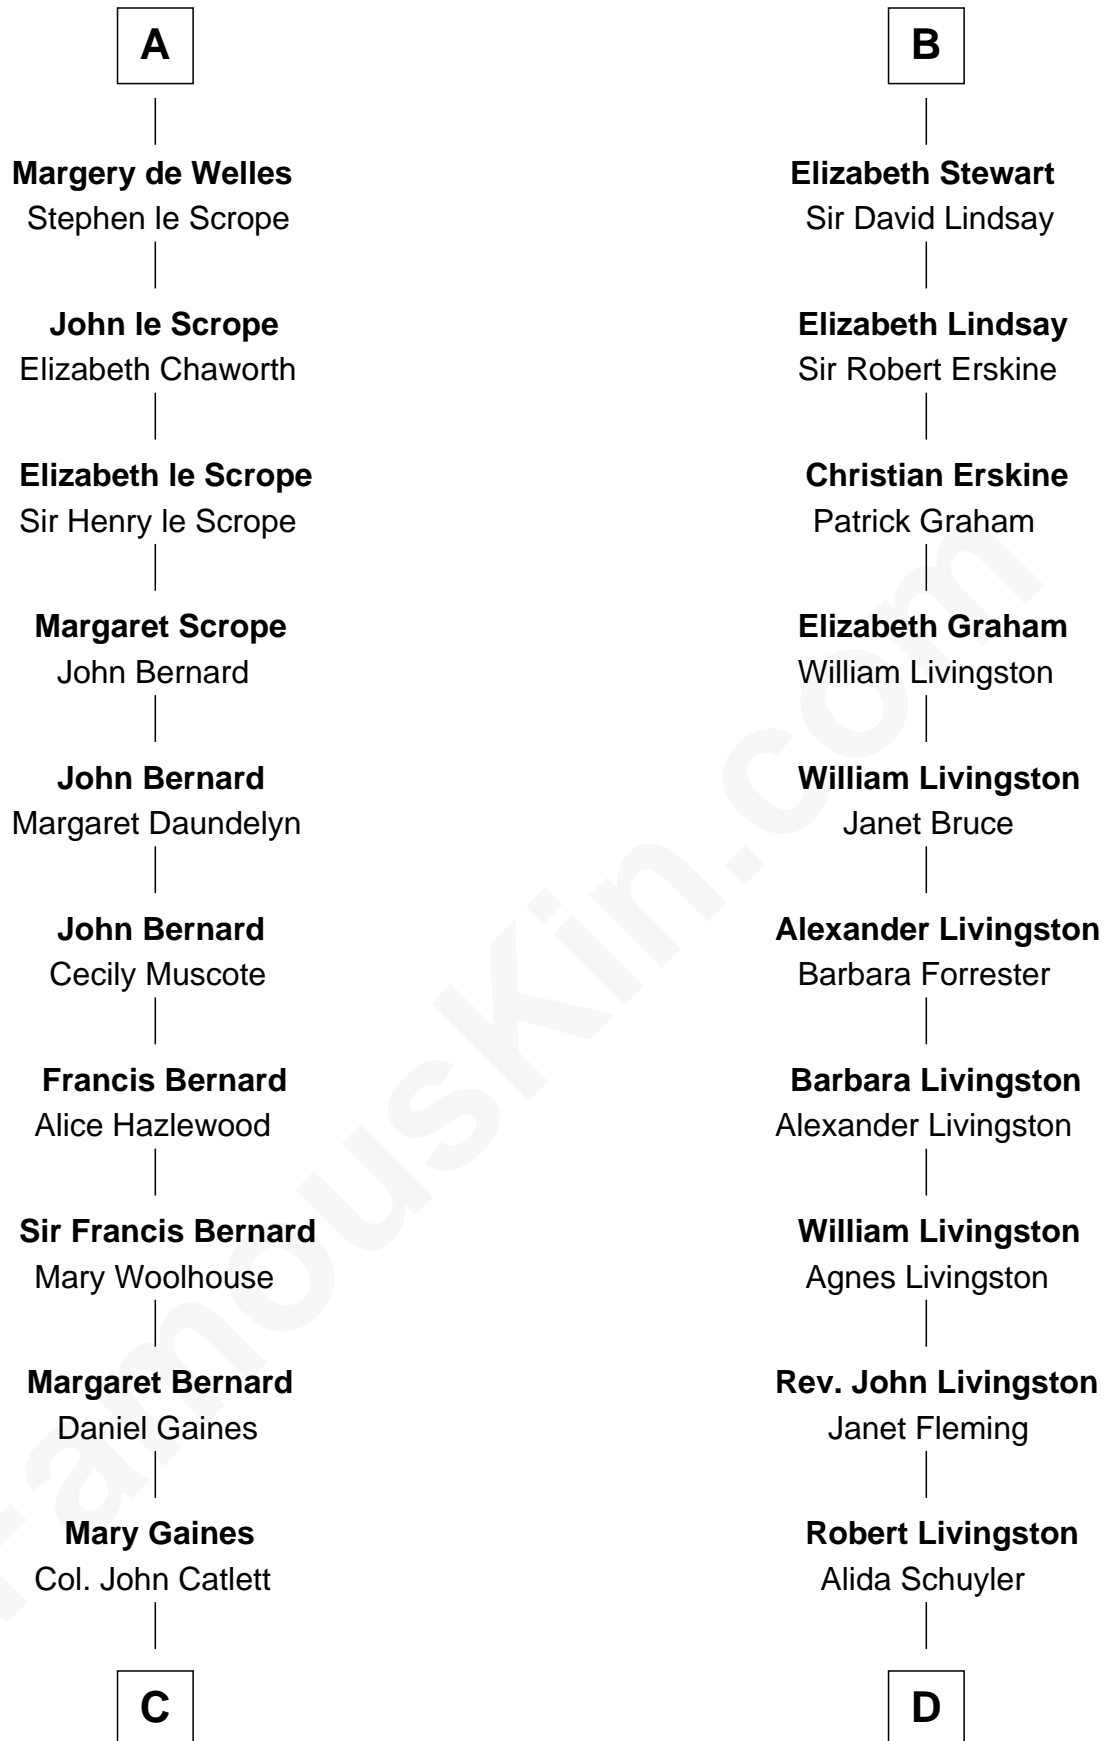 A
Margery de Welles
Stephen le Scrope
John le Scrope
Elizabeth Chaworth
Elizabeth le Scrope
Sir Henry le Scrope
Margaret Scrope
John Bernard
John Bernard
Margaret Daundelyn
John Bernard
Cecily Muscote
Francis Bernard
Alice Hazlewood
Sir Francis Bernard
Mary Woolhouse
Margaret Bernard
Daniel Gaines
Mary Gaines
Col. John Catlett
C
B
Elizabeth Stewart
Sir David Lindsay
Elizabeth Lindsay
Sir Robert Erskine
Christian Erskine
Patrick Graham
Elizabeth Graham
William Livingston
William Livingston
Janet Bruce
Alexander Livingston
Barbara Forrester
Barbara Livingston
Alexander Livingston
William Livingston
Agnes Livingston
Rev. John Livingston
Janet Fleming
Robert Livingston
Alida Schuyler
D
FamousKin.com